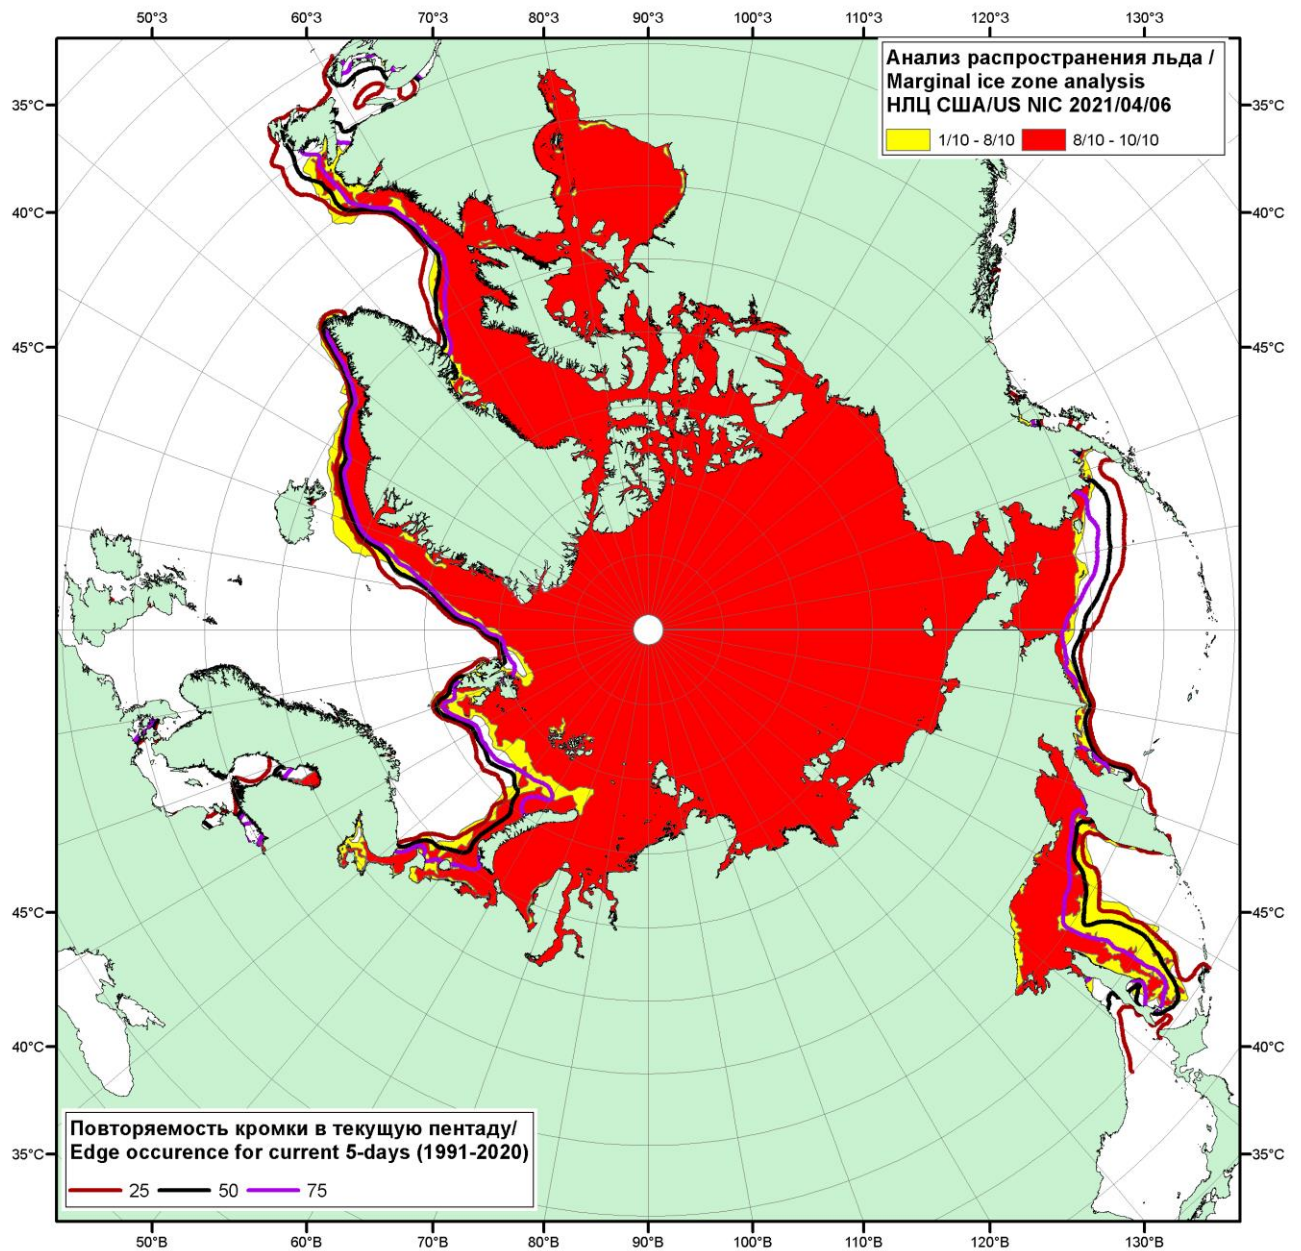 50°З 60°З 70°З 80°З 90°З 100°З 110°З 120°З 130°З
Анализ распространения льда /
Marginal ice zone analysis
НЛЦ США/US NIC 2021/04/06
1/10 - 8/10 8/10 - 10/10
35°С 35°С
40°С 40°С
45°С 45°С
45°С 45°С
40°С 40°С
35°С 35°С
Повторяемость кромки в текущую пентаду/
Edge occurence for current 5-days (1991-2020)
25 50 75
50°В 60°В 70°В 80°В 90°В 100°В 110°В 120°В 130°В